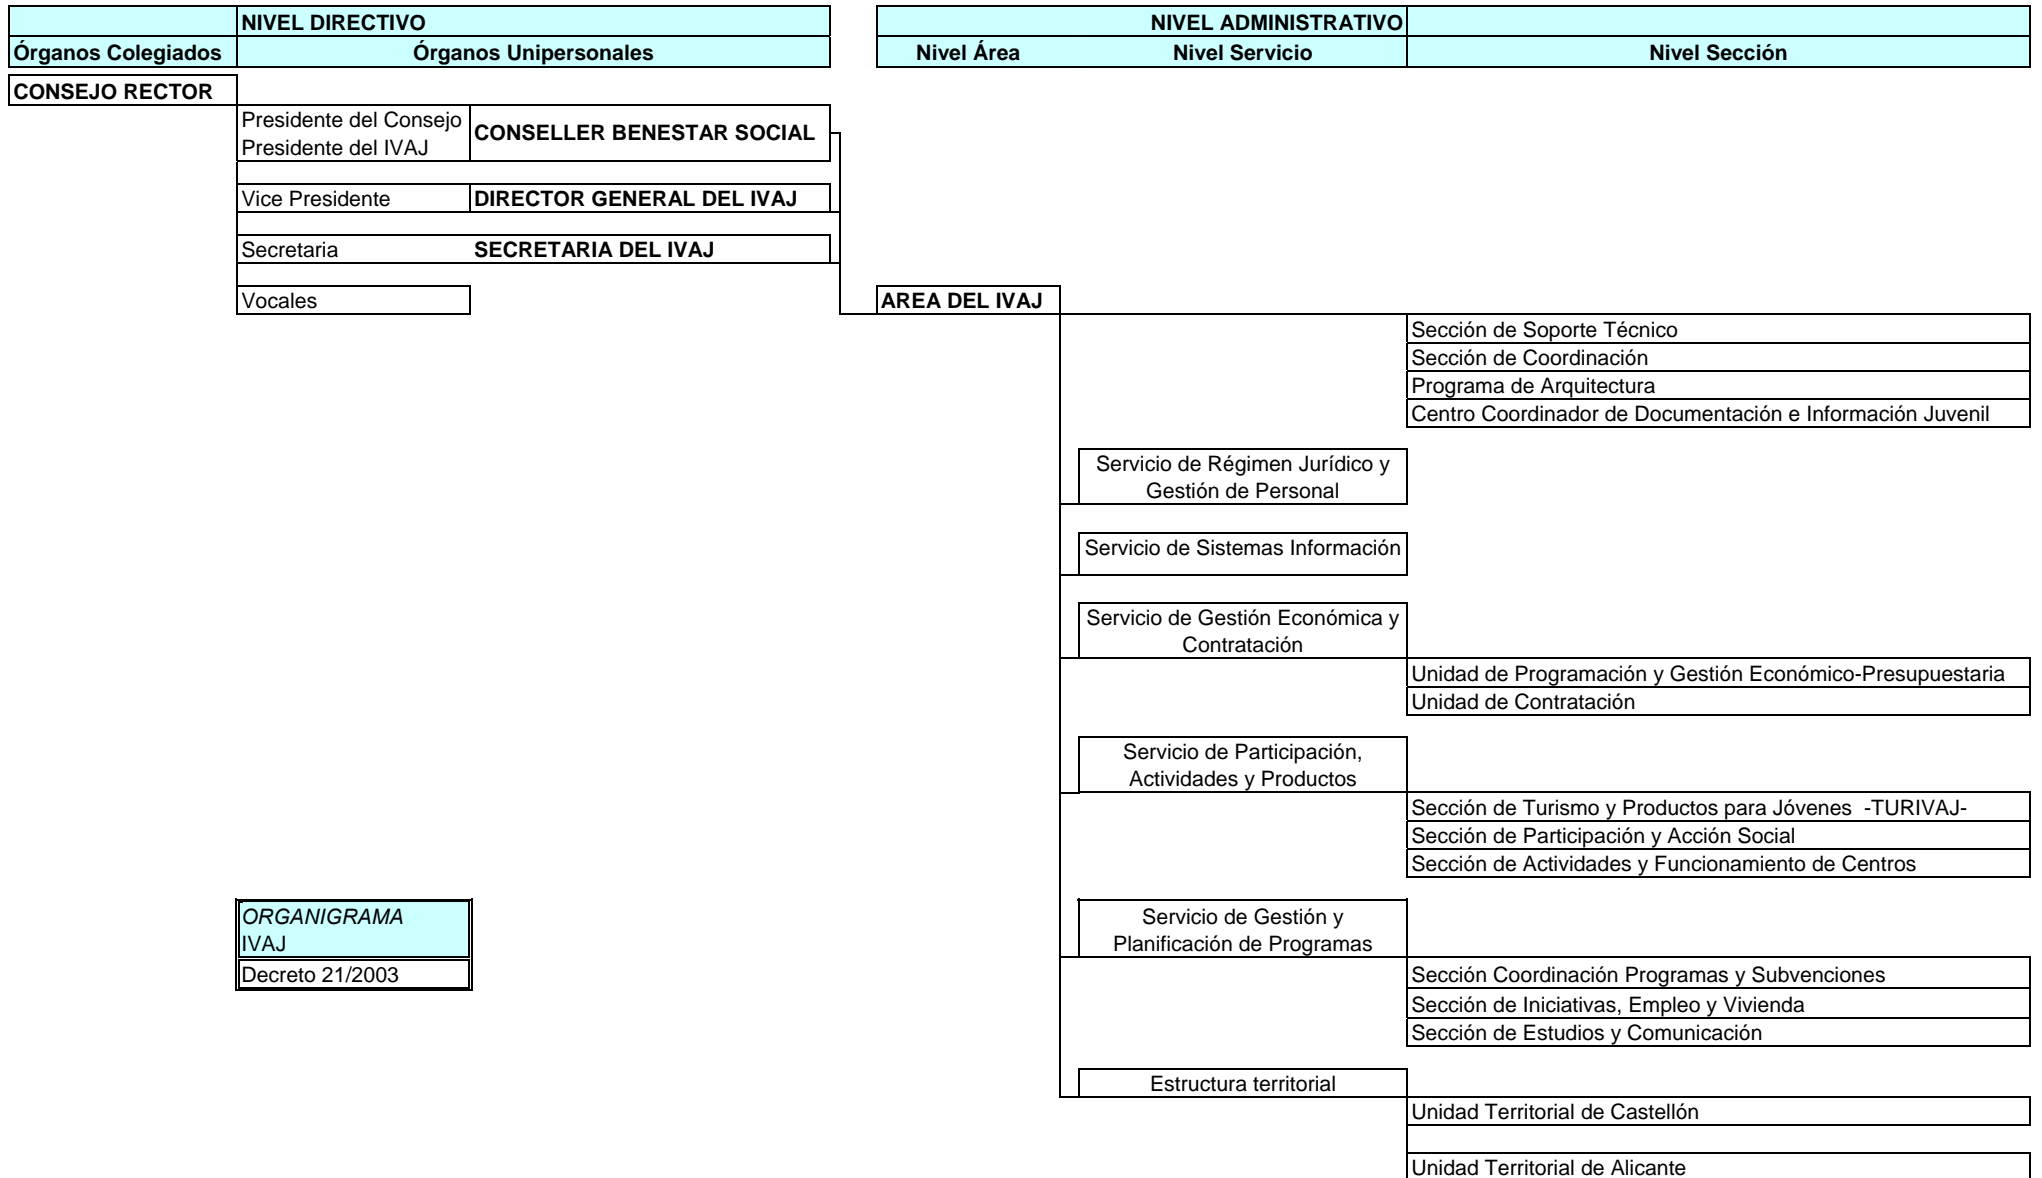 NIVEL DIRECTIVO
NIVEL ADMINISTRATIVO
Órganos Colegiados
Órganos Unipersonales
Nivel Área
Nivel Servicio
Nivel Sección
CONSEJO RECTOR
Presidente del Consejo
Presidente del IVAJ
CONSELLER BENESTAR SOCIAL
Vice Presidente
DIRECTOR GENERAL DEL IVAJ
Secretaria
SECRETARIA DEL IVAJ
Vocales
AREA DEL IVAJ
Sección de Soporte Técnico
Sección de Coordinación
Programa de Arquitectura
Centro Coordinador de Documentación e Información Juvenil
Servicio de Régimen Jurídico y
Gestión de Personal
Servicio de Sistemas Información
Servicio de Gestión Económica y
Contratación
Unidad de Programación y Gestión Económico-Presupuestaria
Unidad de Contratación
Servicio de Participación,
Actividades y Productos
Sección de Turismo y Productos para Jóvenes -TURIVAJ-
Sección de Participación y Acción Social
Sección de Actividades y Funcionamiento de Centros
ORGANIGRAMA
IVAJ
Decreto 21/2003
Servicio de Gestión y
Planificación de Programas
Sección Coordinación Programas y Subvenciones
Sección de Iniciativas, Empleo y Vivienda
Sección de Estudios y Comunicación
Estructura territorial
Unidad Territorial de Castellón
Unidad Territorial de Alicante